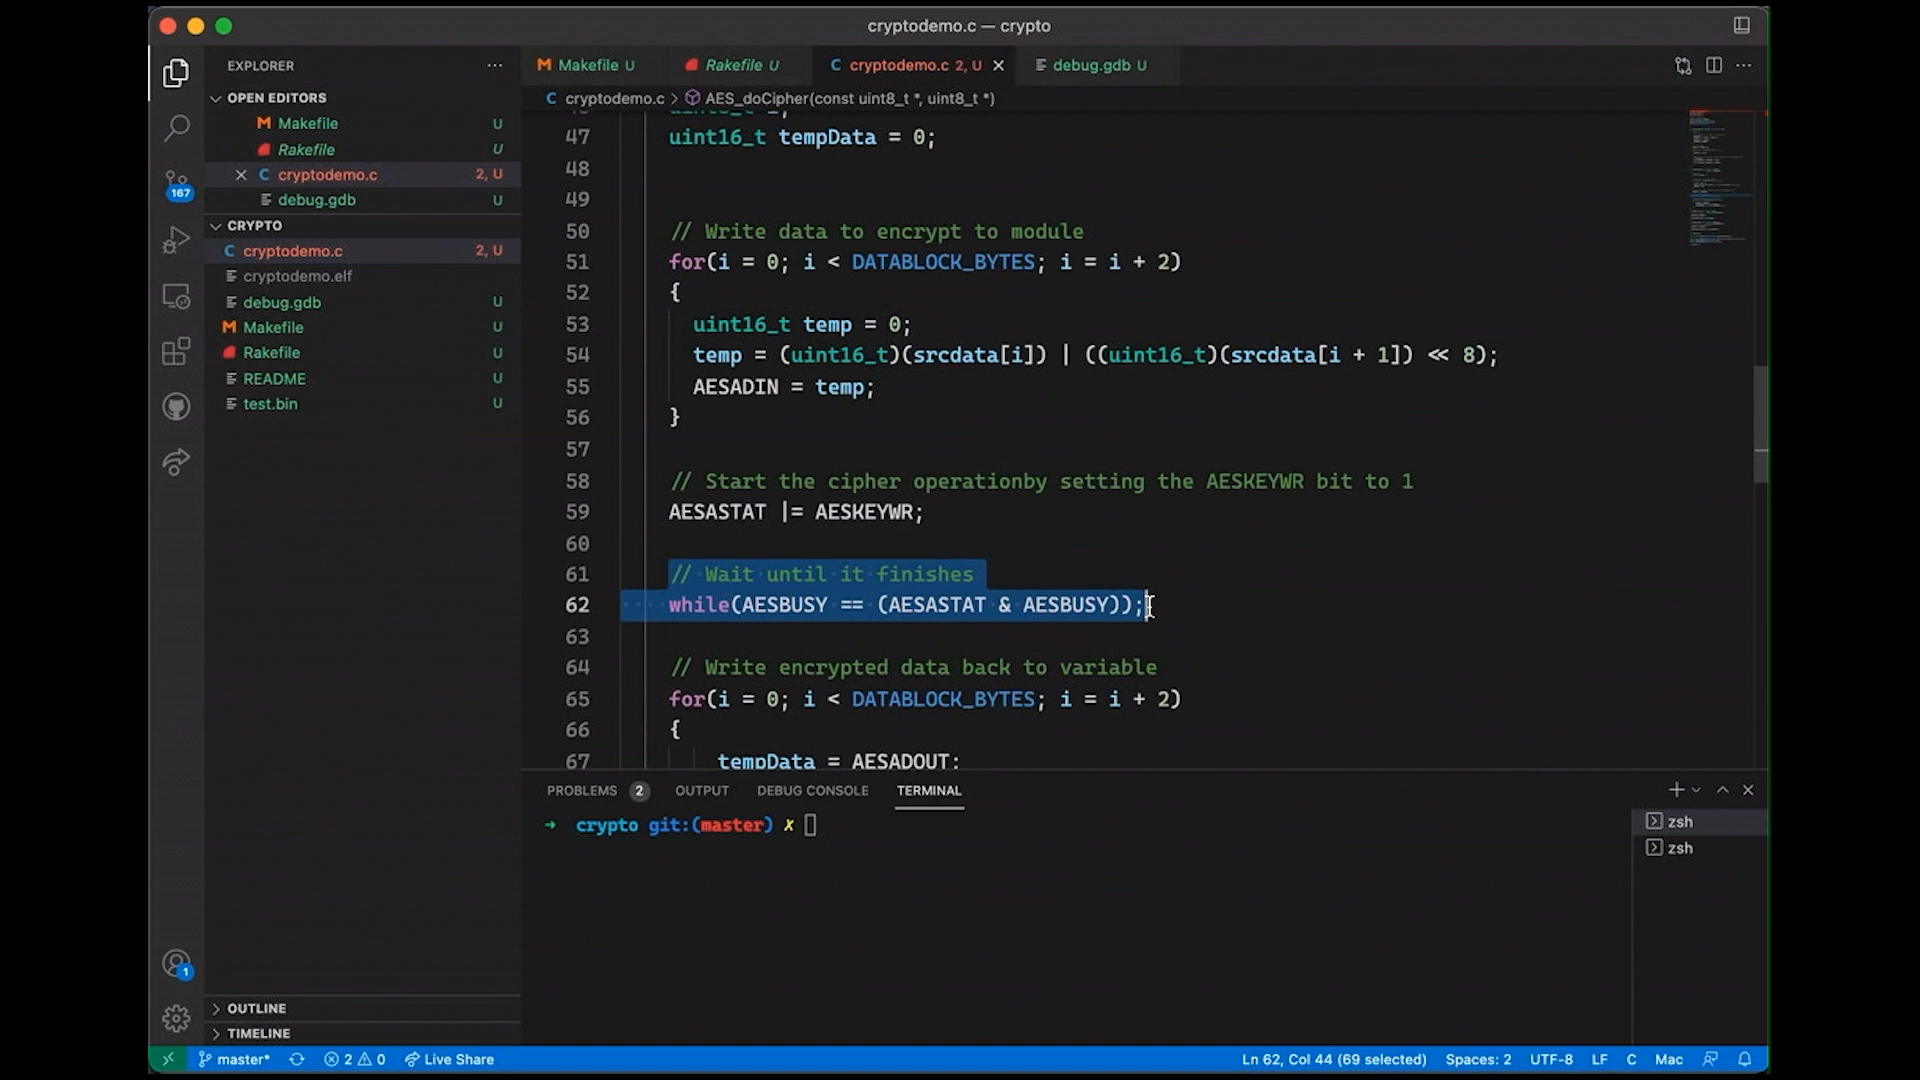 cryptodemo.c — crypto
EXPLORER
OPEN EDITORS
Makefile U
Rakefile U
cryptodemo.c 2, U
debug.gdb U
CRYPTO
cryptodemo.c 2, U
cryptodemo.elf
debug.gdb U
Makefile U
Rakefile U
README U
test.bin U
OUTLINE
TIMELINE
167
1
Makefile U
Rakefile U
cryptodemo.c 2, U
debug.gdb U
cryptodemo.c > AES_doCipher(const uint8_t *, uint8_t *)
47 uint16_t tempData = 0;
48
49
50 // Write data to encrypt to module
51 for(i = 0; i < DATABLOCK_BYTES; i = i + 2)
52 {
53 uint16_t temp = 0;
54 temp = (uint16_t)(srcdata[i]) | ((uint16_t)(srcdata[i + 1]) << 8);
55 AESADIN = temp;
56 }
57
58 // Start the cipher operationby setting the AESKEYWR bit to 1
59 AESASTAT |= AESKEYWR;
60
61 // Wait until it finishes
62 while(AESBUSY == (AESASTAT & AESBUSY));
63
64 // Write encrypted data back to variable
65 for(i = 0; i < DATABLOCK_BYTES; i = i + 2)
66 {
67 tempData = AESADOUT;
PROBLEMS 2 OUTPUT DEBUG CONSOLE TERMINAL
→ crypto git:(master) ✗
zsh
zsh
master* 2 0 Live Share Ln 62, Col 44 (69 selected) Spaces: 2 UTF-8 LF C Mac